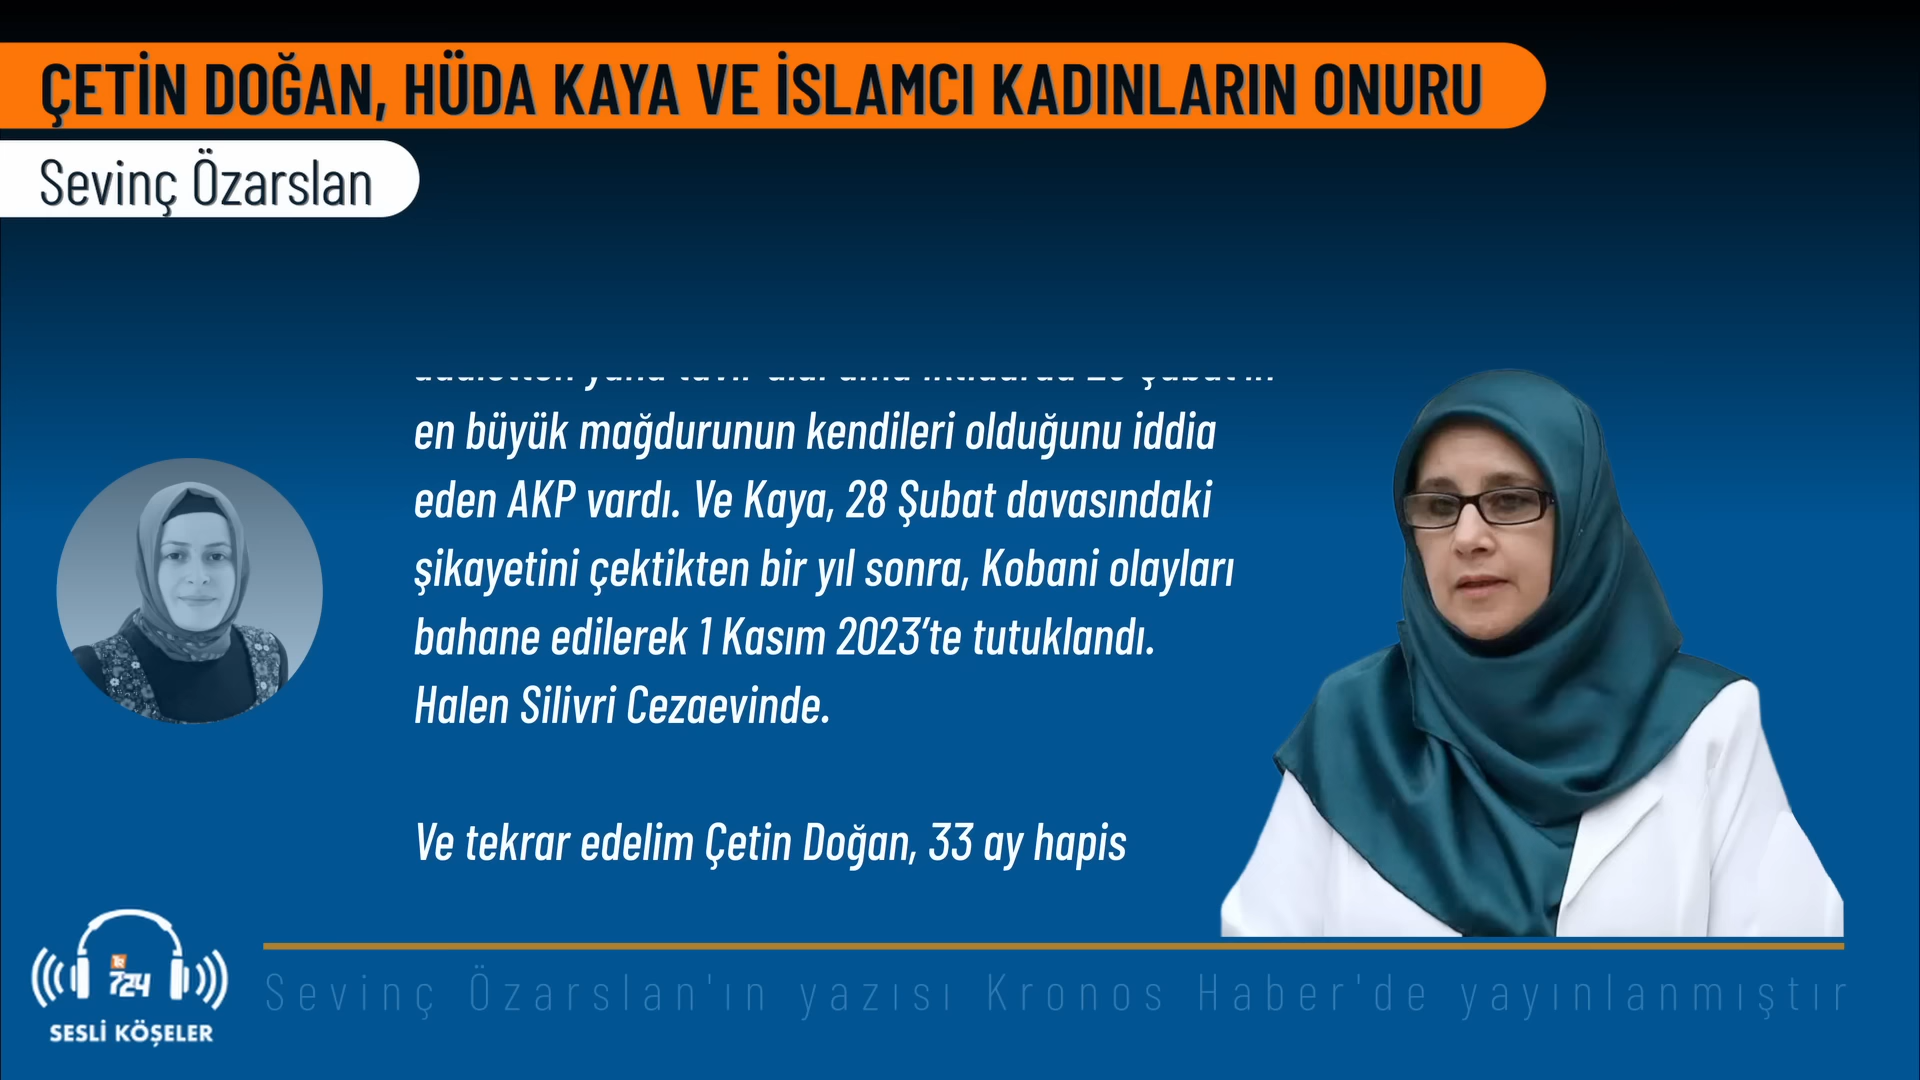 ÇETİN DOĞAN, HÜDA KAYA VE İSLAMCI KADINLARIN ONURU
Sevinç Özarslan
en büyük mağdurunun kendileri olduğunu iddia
eden AKP vardı. Ve Kaya, 28 Şubat davasındaki
şikayetini çektikten bir yıl sonra, Kobani olayları
bahane edilerek 1 Kasım 2023’te tutuklandı.
Halen Silivri Cezaevinde.
Ve tekrar edelim Çetin Doğan, 33 ay hapis
TR
724
SESLİ KÖŞELER
Sevinç Özarslan'ın yazısı Kronos Haber'de yayınlanmıştır